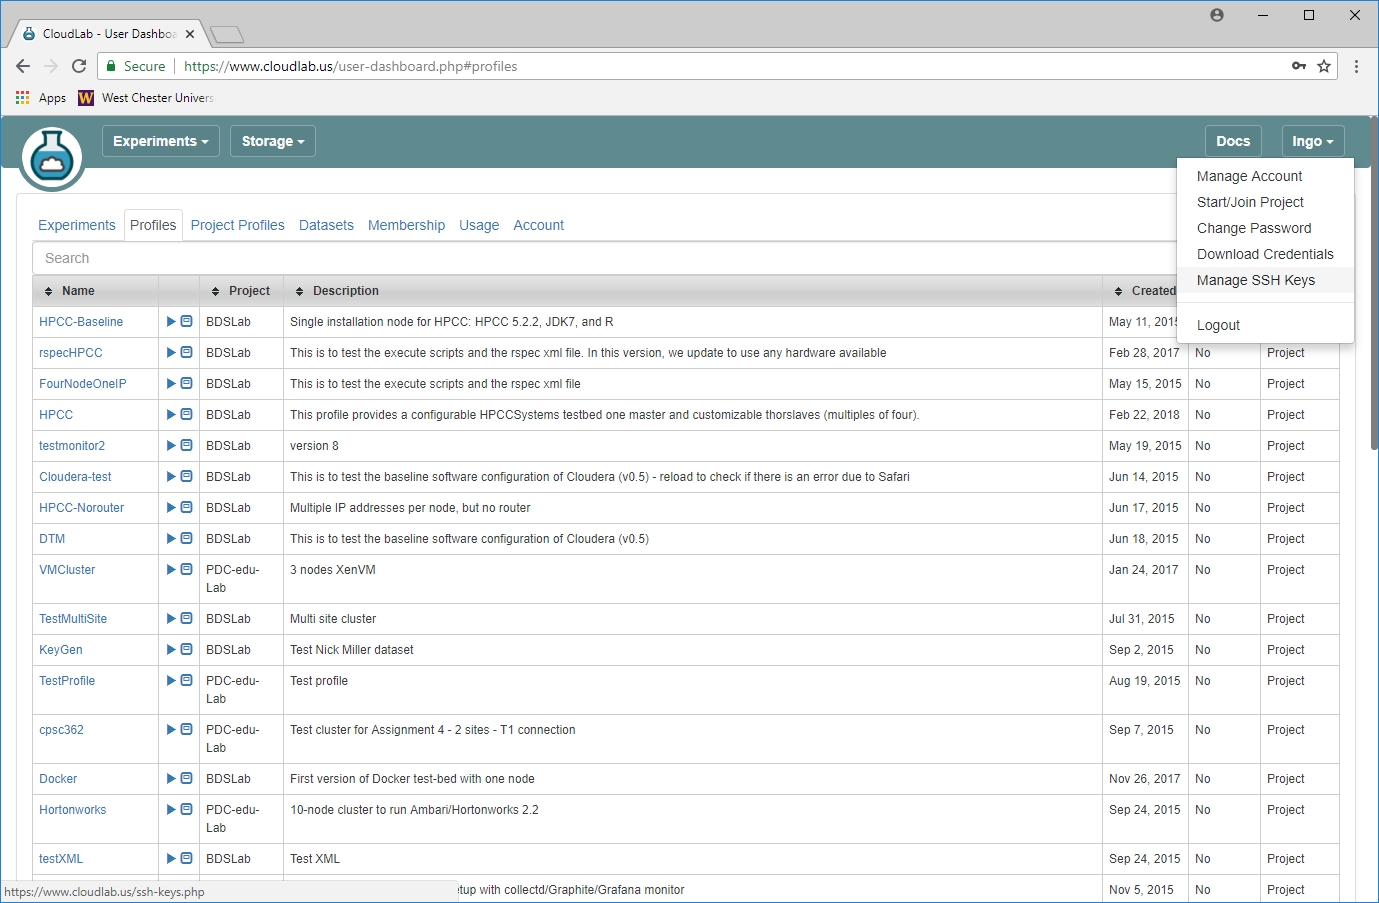 CloudLab - User Dashboa
Secure https://www.cloudlab.us/user-dashboard.php#profiles
Apps W West Chester Univers
Experiments Storage Docs Ingo
Manage Account
Start/Join Project
Change Password
Download Credentials
Manage SSH Keys
Logout
Experiments Profiles Project Profiles Datasets Membership Usage Account
Search
Name Project Description Created
HPCC-Baseline BDSLab Single installation node for HPCC: HPCC 5.2.2, JDK7, and R May 11, 2015
rspecHPCC BDSLab This is to test the execute scripts and the rspec xml file. In this version, we update to use any hardware available Feb 28, 2017 No Project
FourNodeOneIP BDSLab This is to test the execute scripts and the rspec xml file May 15, 2015 No Project
HPCC BDSLab This profile provides a configurable HPCCSystems testbed one master and customizable thorslaves (multiples of four). Feb 22, 2018 No Project
testmonitor2 BDSLab version 8 May 19, 2015 No Project
Cloudera-test BDSLab This is to test the baseline software configuration of Cloudera (v0.5) - reload to check if there is an error due to Safari Jun 14, 2015 No Project
HPCC-Norouter BDSLab Multiple IP addresses per node, but no router Jun 17, 2015 No Project
DTM BDSLab This is to test the baseline software configuration of Cloudera (v0.5) Jun 18, 2015 No Project
VMCluster PDC-edu- 3 nodes XenVM Jan 24, 2017 No Project
Lab
TestMultiSite BDSLab Multi site cluster Jul 31, 2015 No Project
KeyGen BDSLab Test Nick Miller dataset Sep 2, 2015 No Project
TestProfile PDC-edu- Test profile Aug 19, 2015 No Project
Lab
cpsc362 PDC-edu- Test cluster for Assignment 4 - 2 sites - T1 connection Sep 7, 2015 No Project
Lab
Docker BDSLab First version of Docker test-bed with one node Nov 26, 2017 No Project
Hortonworks PDC-edu- 10-node cluster to run Ambari/Hortonworks 2.2 Sep 24, 2015 No Project
Lab
testXML BDSLab Test XML Sep 24, 2015 No Project
https://www.cloudlab.us/ssh-keys.php etup with collectd/Graphite/Grafana monitor Nov 5, 2015 No Project